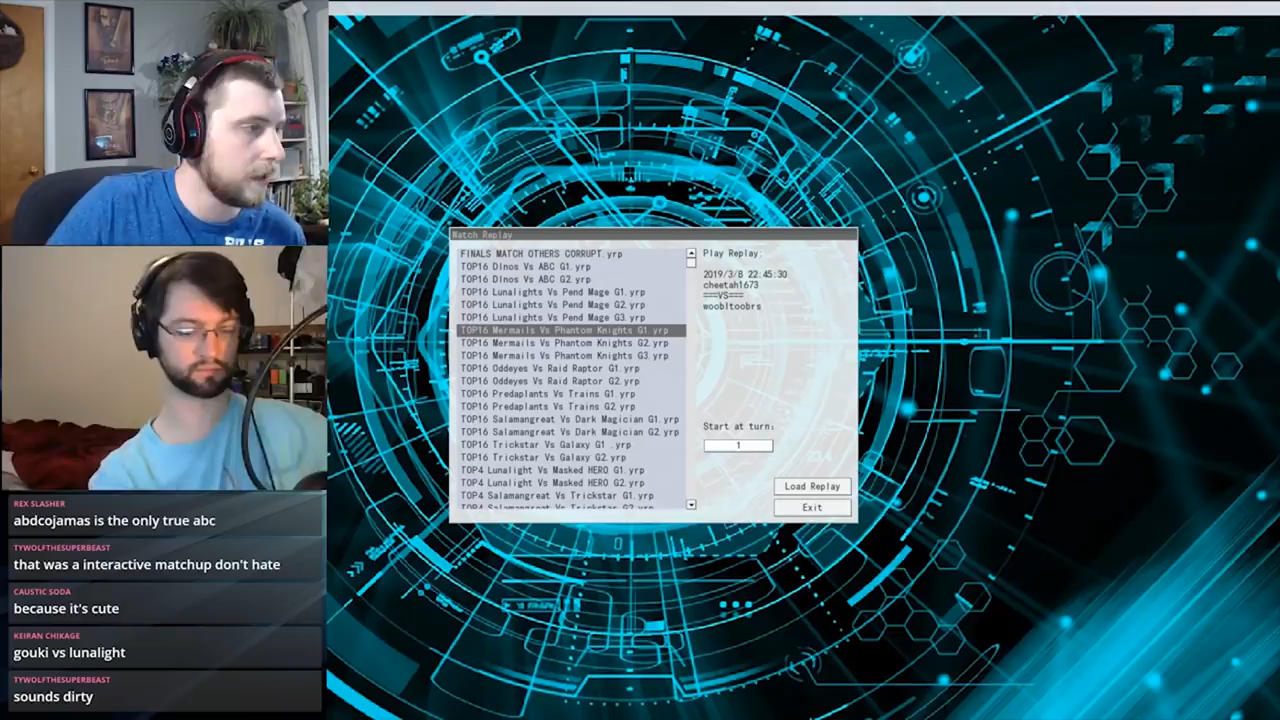 REX SLASHER
abdcojamas is the only true abc
TYWOLFTHESUPERBEAST
that was a interactive matchup don't hate
CAUSTIC SODA
because it's cute
KEIRAN CHIKAGE
gouki vs lunalight
TYWOLFTHESUPERBEAST
sounds dirty
Watch Replay
FINALS MATCH OTHERS CORRUPT.yrp
TOP16 DInos Vs ABC G1.yrp
TOP16 DInos Vs ABC G2.yrp
TOP16 Lunalights Vs Pend Mage G1.yrp
TOP16 Lunalights Vs Pend Mage G2.yrp
TOP16 Lunalights Vs Pend Mage G3.yrp
TOP16 Mermails Vs Phantom Knights G1.yrp
TOP16 Mermails Vs Phantom Knights G2.yrp
TOP16 Mermails Vs Phantom Knights G3.yrp
TOP16 Oddeyes Vs Raid Raptor G1.yrp
TOP16 Oddeyes Vs Raid Raptor G2.yrp
TOP16 Predaplants Vs Trains G1.yrp
TOP16 Predaplants Vs Trains G2.yrp
TOP16 Salamangreat Vs Dark Magician G1.yrp
TOP16 Salamangreat Vs Dark Magician G2.yrp
TOP16 Trickstar Vs Galaxy G1 .yrp
TOP16 Trickstar Vs Galaxy G2.yrp
TOP4 Lunalight Vs Masked HERO G1.yrp
TOP4 Lunalight Vs Masked HERO G2.yrp
TOP4 Salamangreat Vs Trickstar G1.yrp
TOP4 Salamangreat Vs Trickstar G2.yrp
Play Replay:
2019/3/8 22:45:30
cheetah1673
===VS===
woobltoobrs
Start at turn:
1
Load Replay
Exit